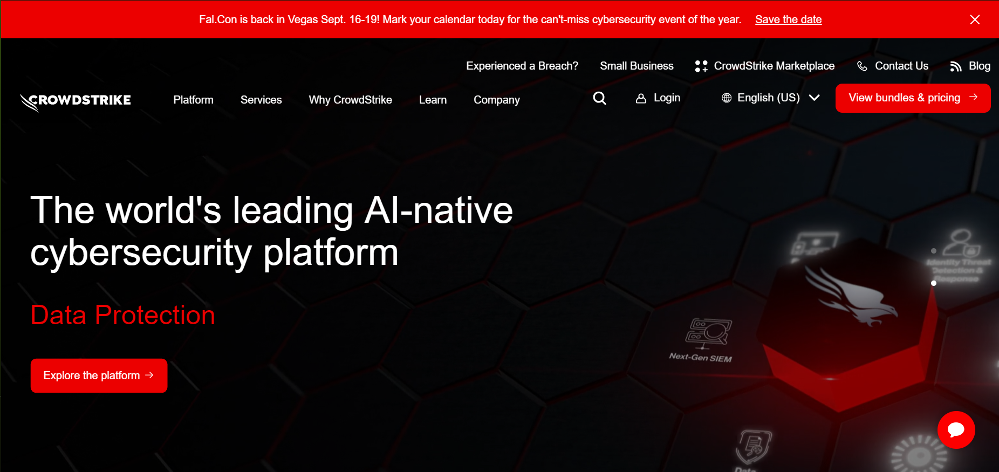 Fal.Con is back in Vegas Sept. 16-19! Mark your calendar today for the can't-miss cybersecurity event of the year. Save the date
Experienced a Breach? Small Business CrowdStrike Marketplace Contact Us Blog
CROWDSTRIKE Platform Services Why CrowdStrike Learn Company Login English (US) View bundles & pricing
The world's leading AI-native
cybersecurity platform
Data Protection
Explore the platform
Identity Threat
Detection &
Response
Next-Gen SIEM
Data